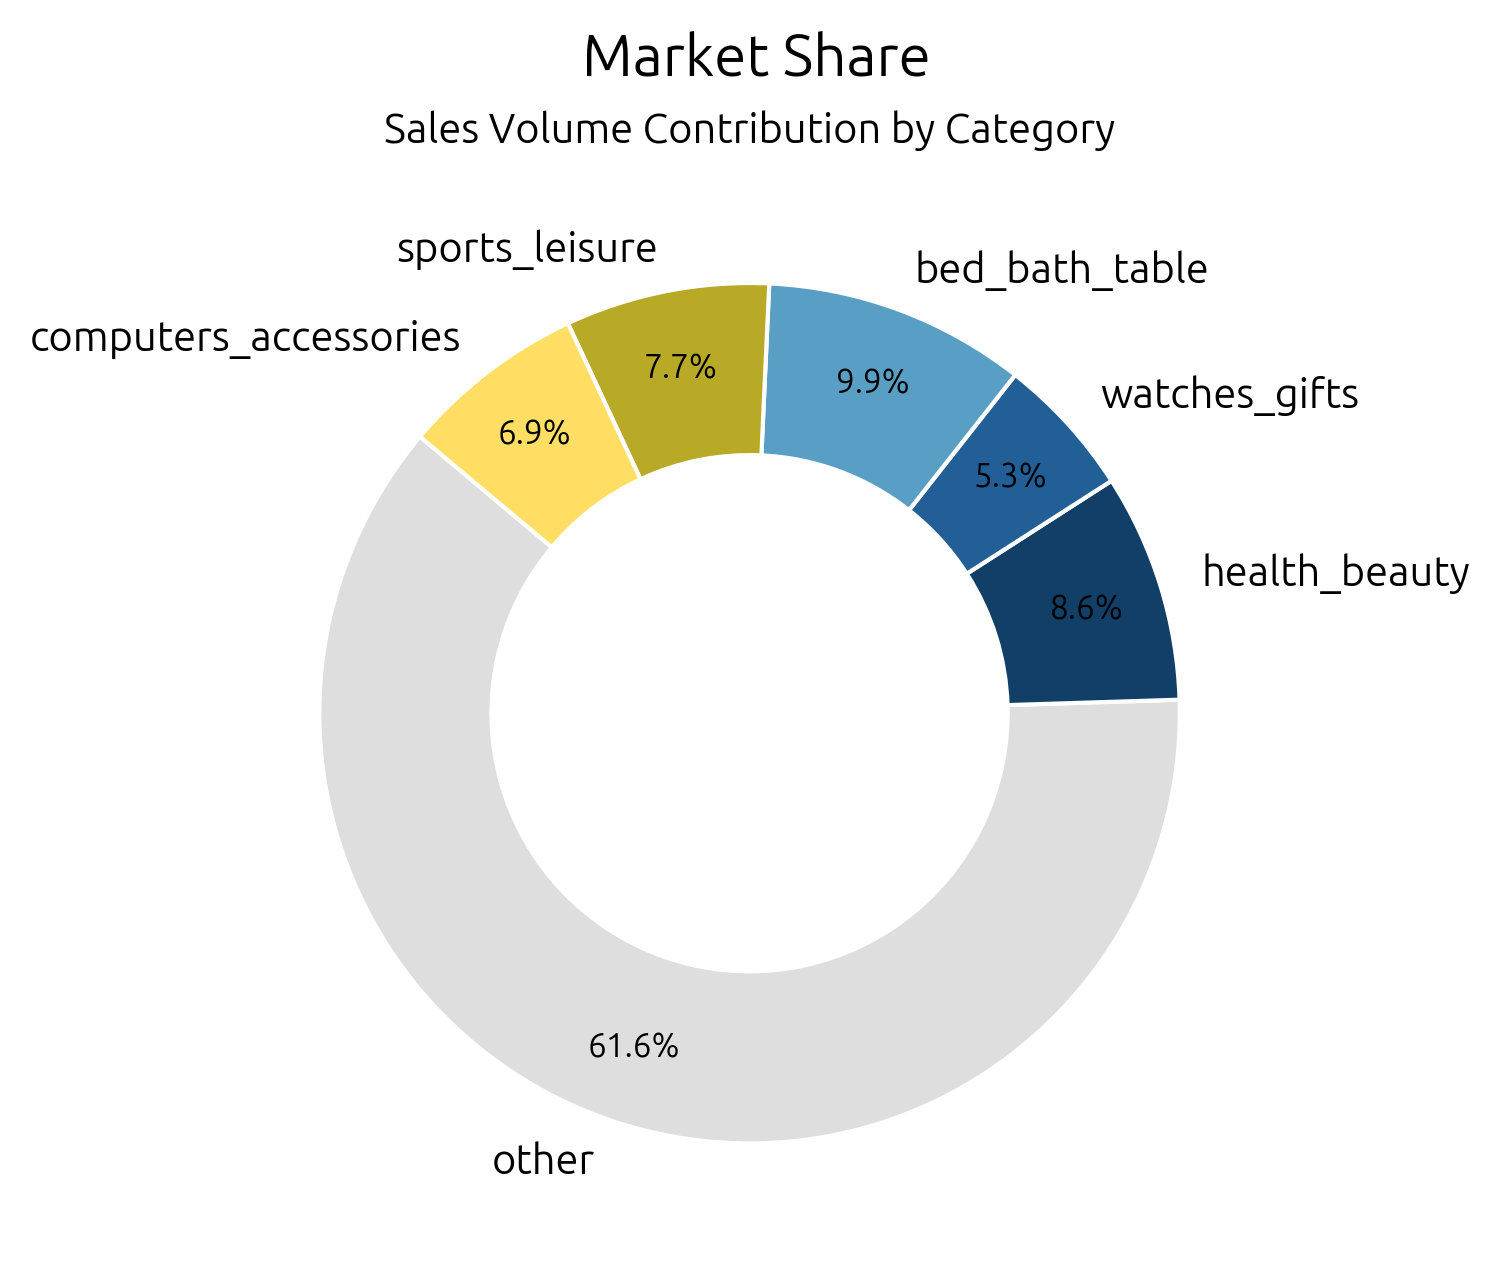 Market Share
Sales Volume Contribution by Category
sports_leisure
bed_bath_table
computers_accessories
watches_gifts
7.7%
9.9%
6.9%
5.3%
health_beauty
8.6%
61.6%
other